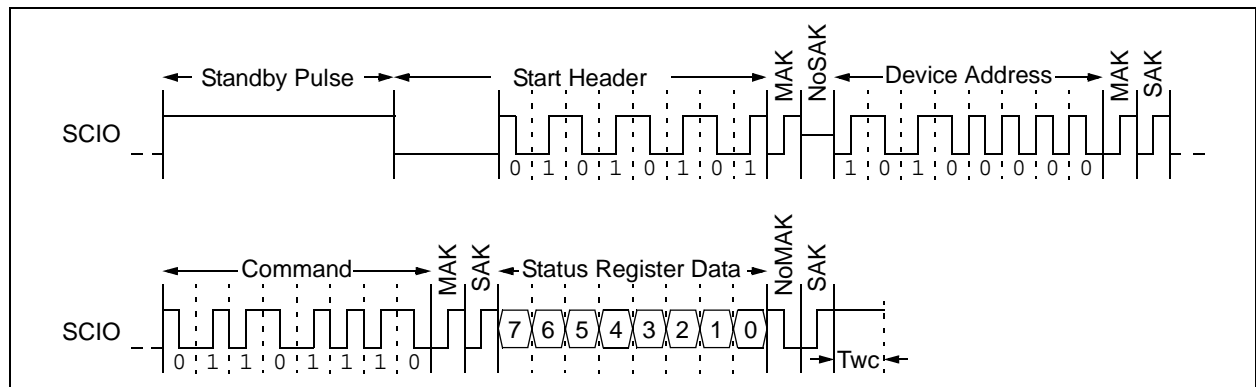 Standby Pulse
Start Header
MAK
NoSAK
Device Address
MAK
SAK
SCIO
0 1 0 1 0 1 0 1
1 0 1 0 0 0 0 0
Command
MAK
SAK
Status Register Data
NoMAK
SAK
SCIO
7 6 5 4 3 2 1 0
0 1 1 0 1 1 1 0
Twc